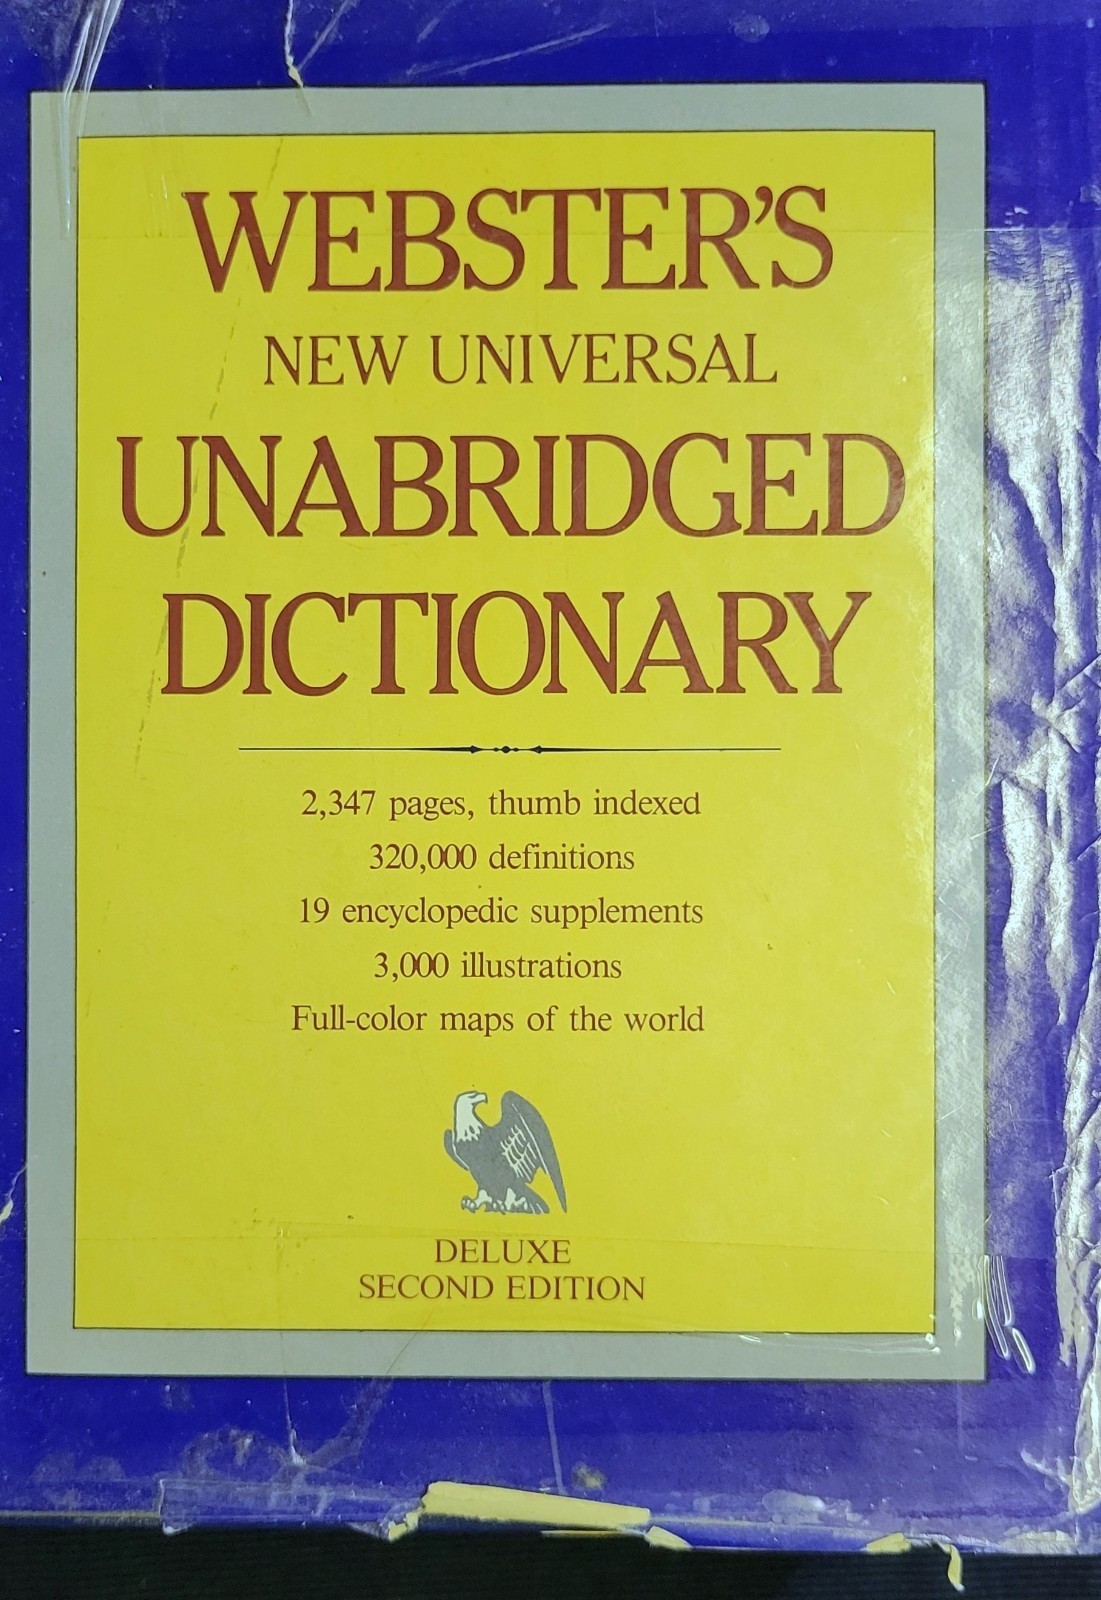 WEBSTER'S
NEW UNIVERSAL
UNABRIDGED
DICTIONARY
2,347 pages, thumb indexed
320,000 definitions
19 encyclopedic supplements
3,000 illustrations
Full-color maps of the world
DELUXE
SECOND EDITION